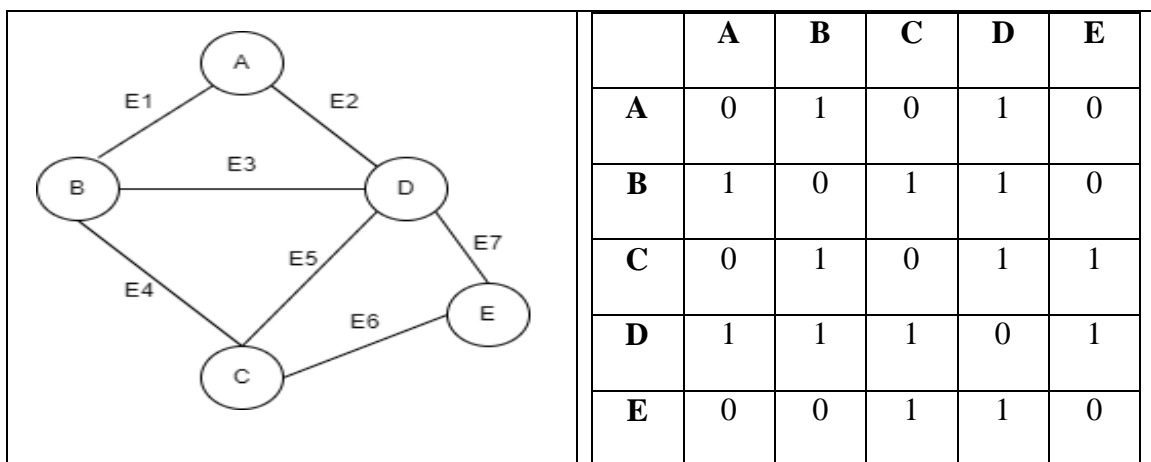 A
E1
E2
E3
B
D
E7
E5
E4
E
E6
C
A B C D E
A 0 1 0 1 0
B 1 0 1 1 0
C 0 1 0 1 1
D 1 1 1 0 1
E 0 0 1 1 0